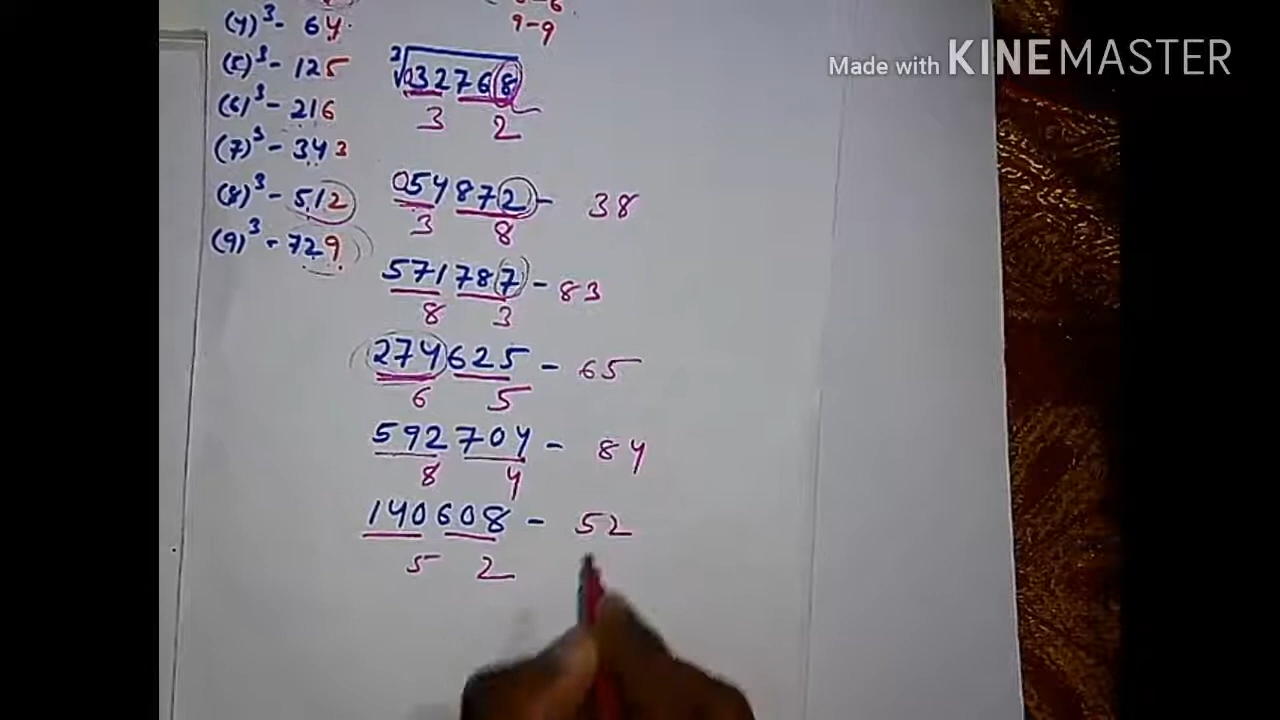 (4)³ - 64.
(5)³ - 125
(6)³ - 216
(7)³ - 343
(8)³ - 512
(9)³ - 729
9-9
Made with KINEMASTER
3√032768
3 2
054872 - 38
3 8
571787 - 83
8 3
274625 - 65
6 5
592704 - 84
8 4
140608 - 52
5 2